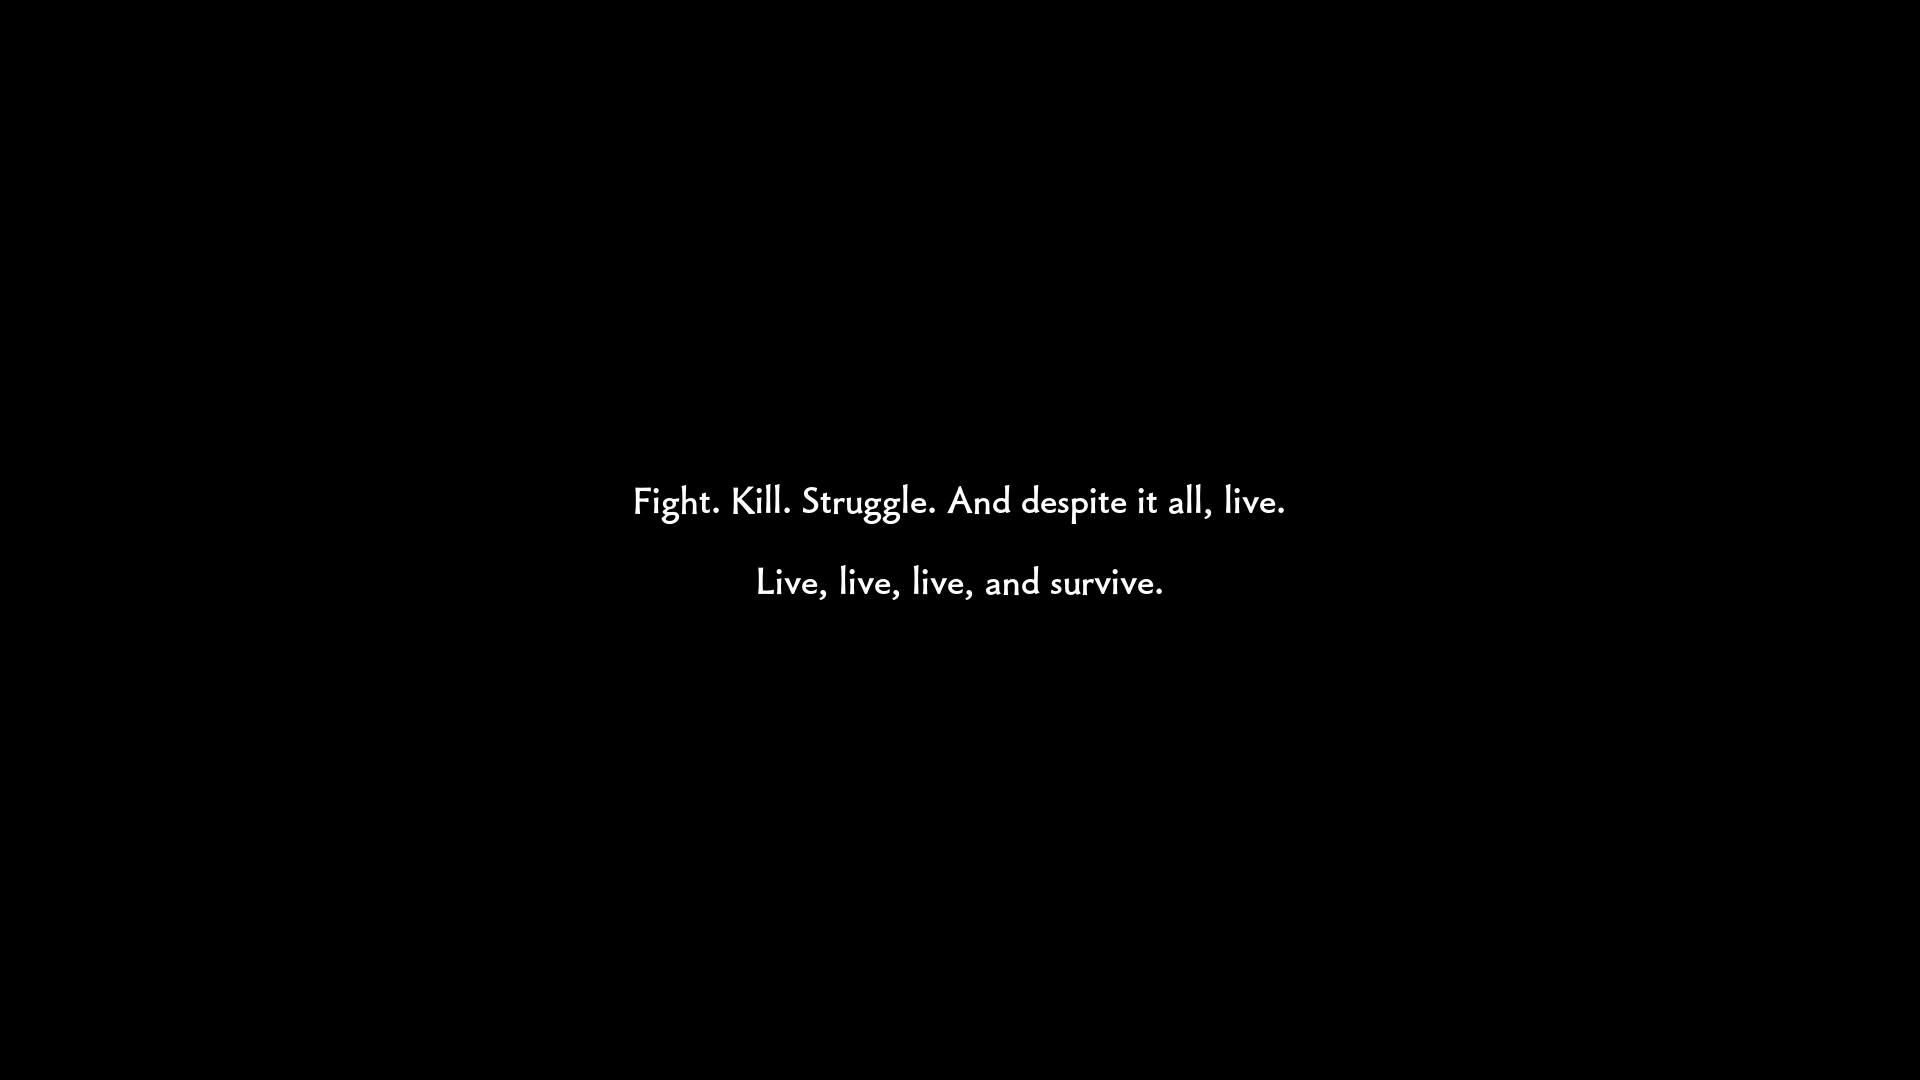 Fight. Kill. Struggle. And despite it all, live.
Live, live, live, and survive.